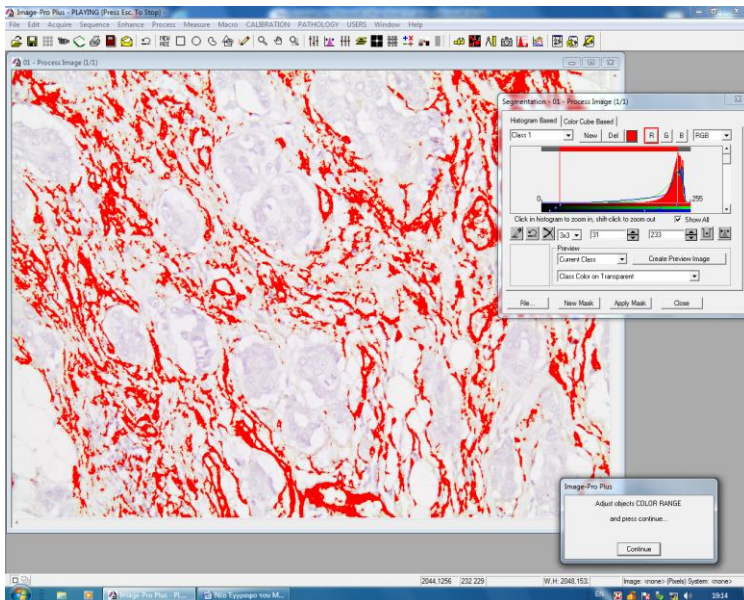 Image-Pro Plus - PLAYING (Press Esc. To Stop) -
File Edit Acquire Sequence Enhance Process Measure Macro CALIBRATION PATHOLOGY USERS Window Help
NEW
01 - Process Image (1/1)
Segmentation - 01 - Process Image (1/1)
Histogram Based Color Cube Based
Class 1 New Del R G B RGB
0 255
Click in histogram to zoom in, shift-click to zoom out Show All
3x3 31 233
Preview
Current Class Create Preview Image
Class Color on Transparent
File... New Mask Apply Mask Close
Image-Pro Plus
Adjust objects COLOR RANGE
and press continue...
Continue
2044,1256 232 229 W,H: 2048,153 Image: <none> (Pixels) System: <none>
Image-Pro Plus - PL... Νέο Έγγραφο του M... EN 19:14